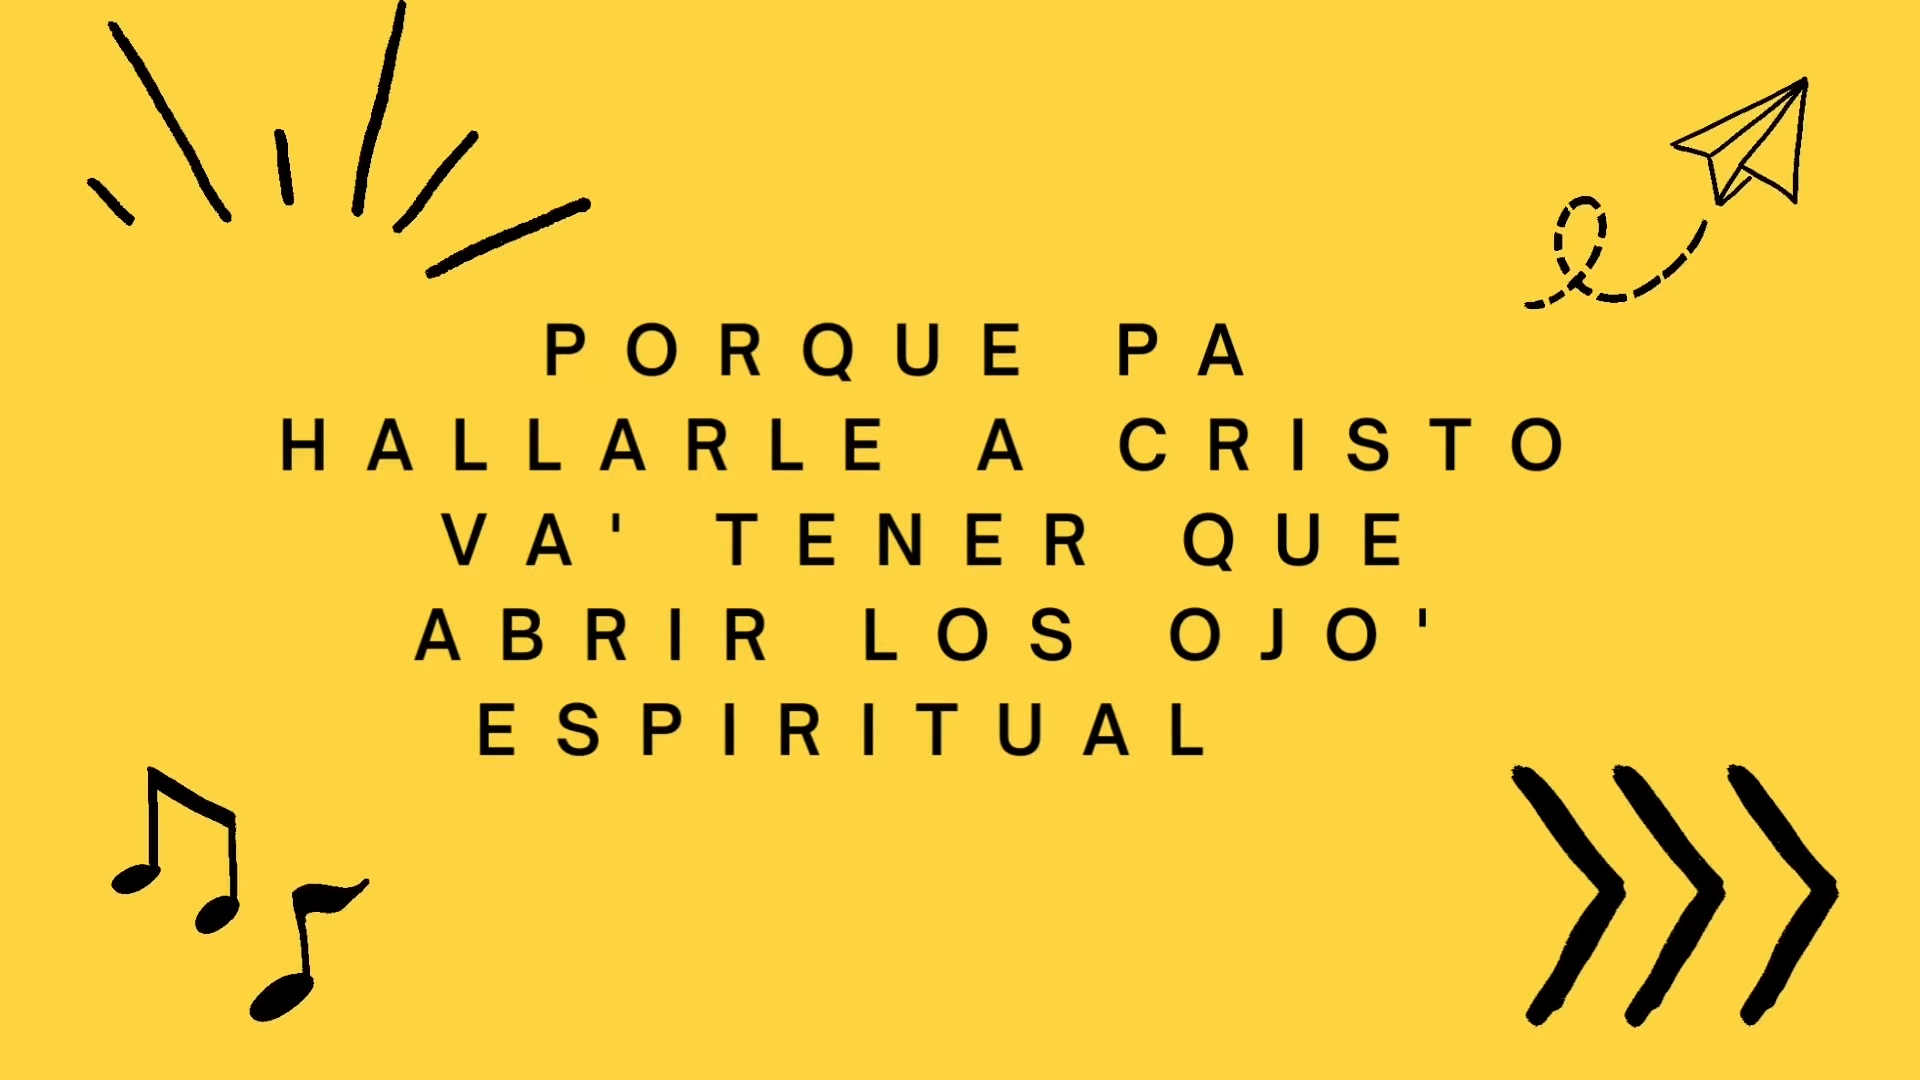 PORQUE PA
HALLARLE A CRISTO
VA' TENER QUE
ABRIR LOS OJO'
ESPIRITUAL